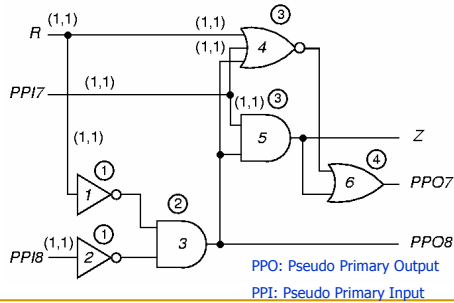 (1,1)
③
R
(1,1)
4
(1,1)
PPI7
(1,1)
(1,1)
③
5
Z
(1,1)
④
①
6
PPO7
1
②
①
3
(1,1)
PPI8
2
PPO8
PPO: Pseudo Primary Output
PPI: Pseudo Primary Input